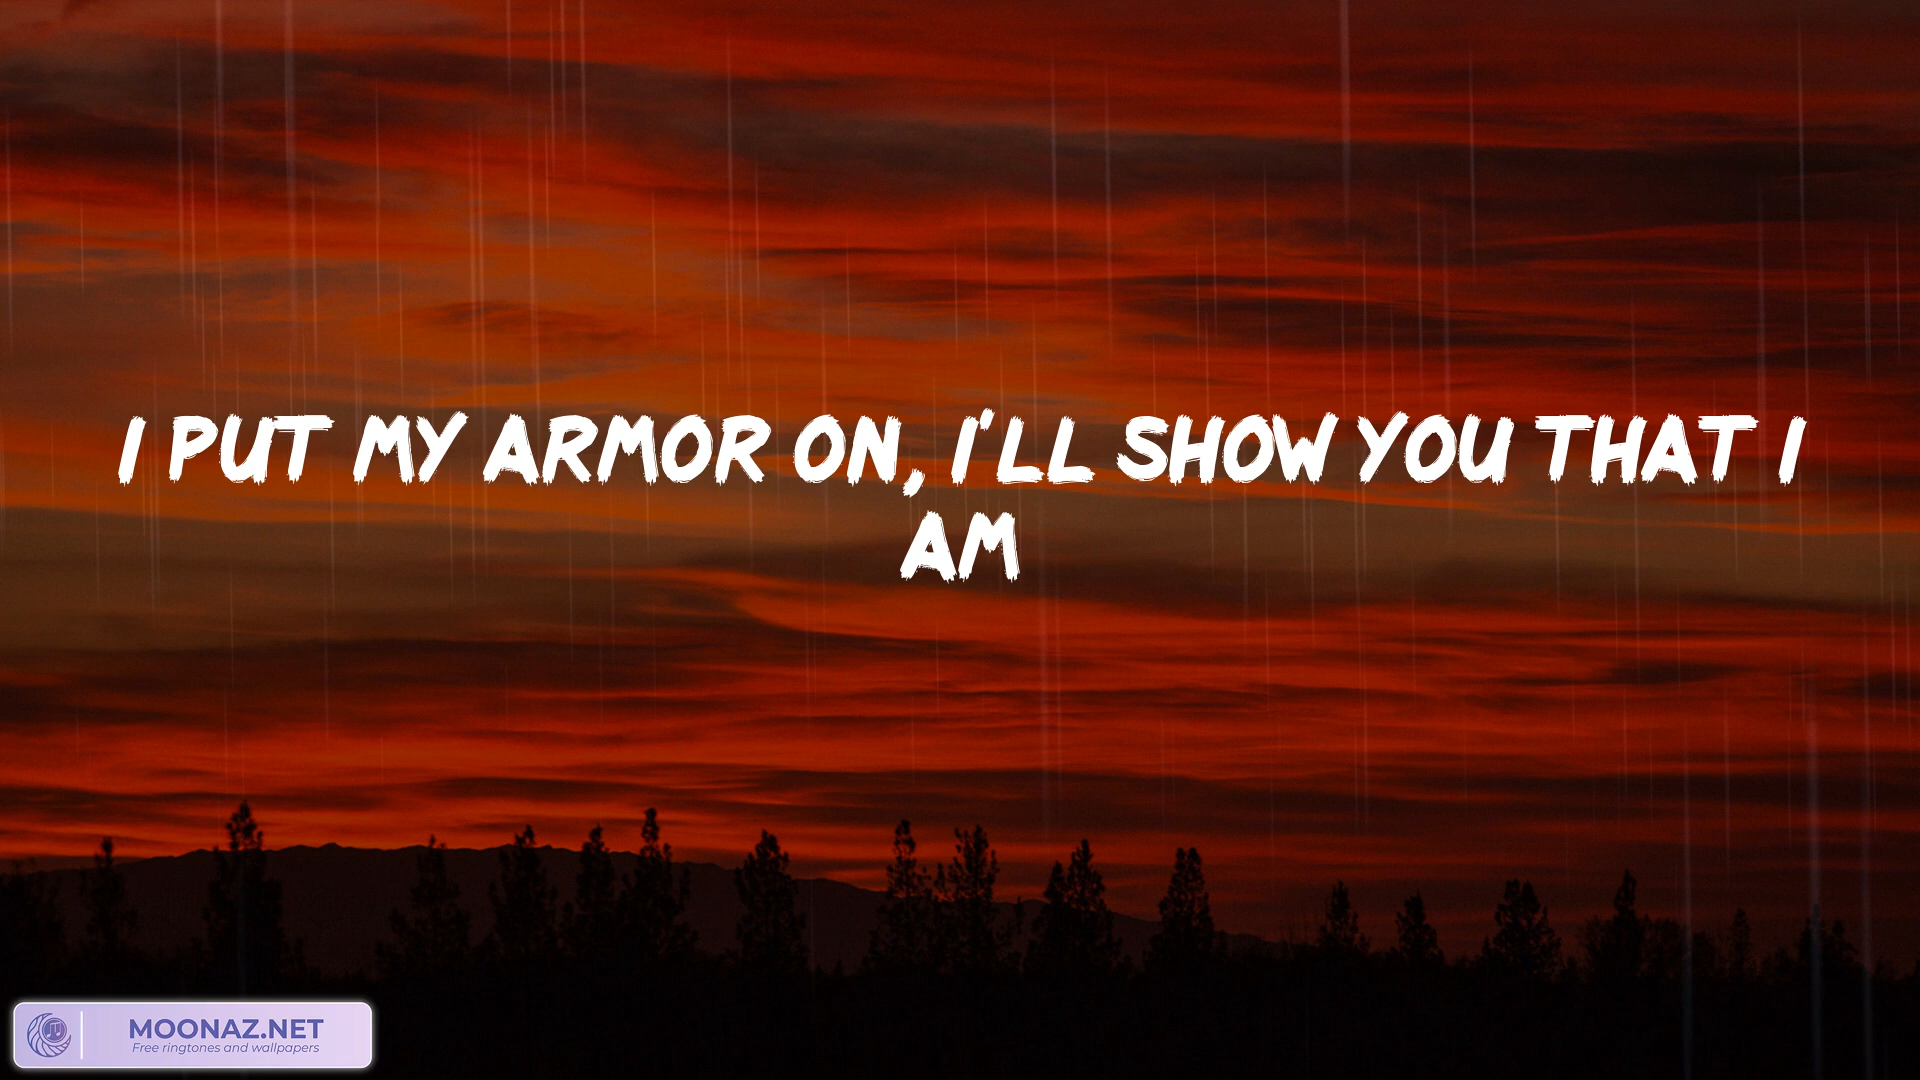 I PUT MY ARMOR ON, I'LL SHOW YOU THAT I
AM
MOONAZ.NET
Free ringtones and wallpapers